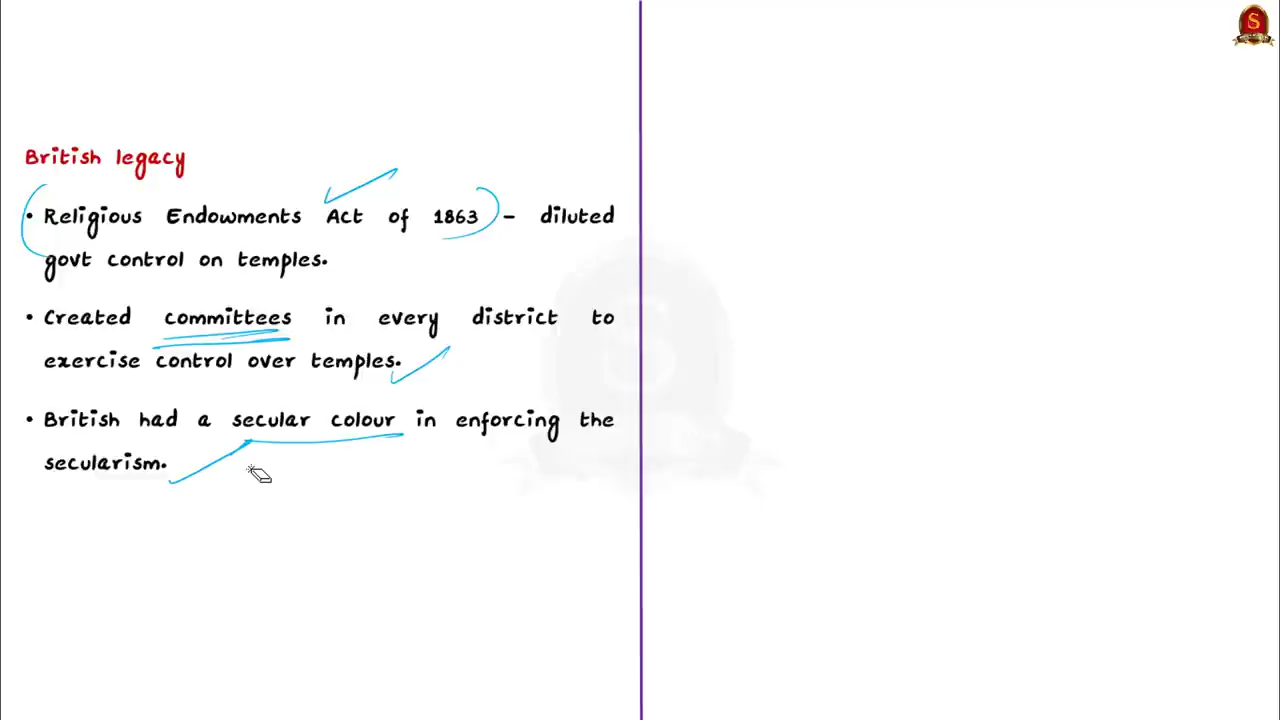 British legacy
• Religious Endowments Act of 1863 - diluted
govt control on temples.
• Created committees in every district to
exercise control over temples.
• British had a secular colour in enforcing the
secularism.
S